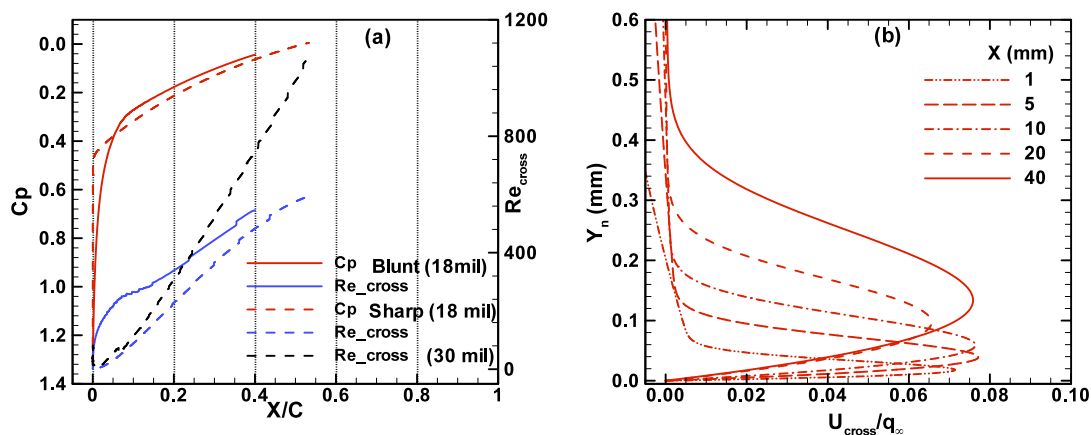 (a)
1200
0.0
0.2
800
0.4
0.6
Cp
Re_cross
0.8
400
1.0
Cp Blunt (18mil)
Re_cross
1.2
Cp Sharp (18 mil)
Re_cross
0
Re_cross (30 mil)
1.4
0 0.2 0.4 0.6 0.8 1
X/C
(b)
0.6
X (mm)
1
0.5
5
10
0.4
20
40
Y_n (mm)
0.3
0.2
0.1
0.0
0.00 0.02 0.04 0.06 0.08 0.10
U_cross/q_∞